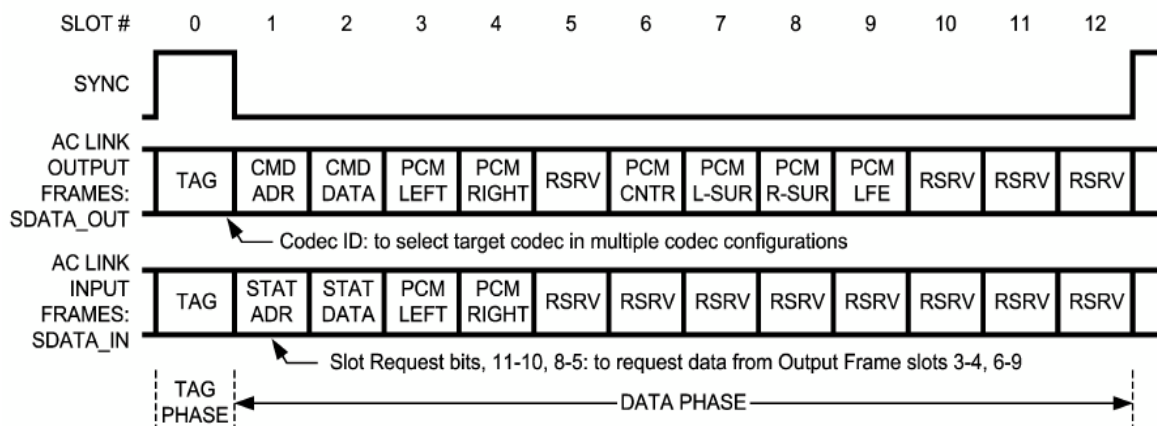 SLOT # 0 1 2 3 4 5 6 7 8 9 10 11 12
SYNC
AC LINK
OUTPUT
FRAMES:
SDATA_OUT
TAG
CMD
ADR
CMD
DATA
PCM
LEFT
PCM
RIGHT
RSRV
PCM
CNTR
PCM
L-SUR
PCM
R-SUR
PCM
LFE
RSRV
RSRV
RSRV
Codec ID: to select target codec in multiple codec configurations
AC LINK
INPUT
FRAMES:
SDATA_IN
TAG
STAT
ADR
STAT
DATA
PCM
LEFT
PCM
RIGHT
RSRV
RSRV
RSRV
RSRV
RSRV
RSRV
RSRV
RSRV
Slot Request bits, 11-10, 8-5: to request data from Output Frame slots 3-4, 6-9
TAG
PHASE
DATA PHASE